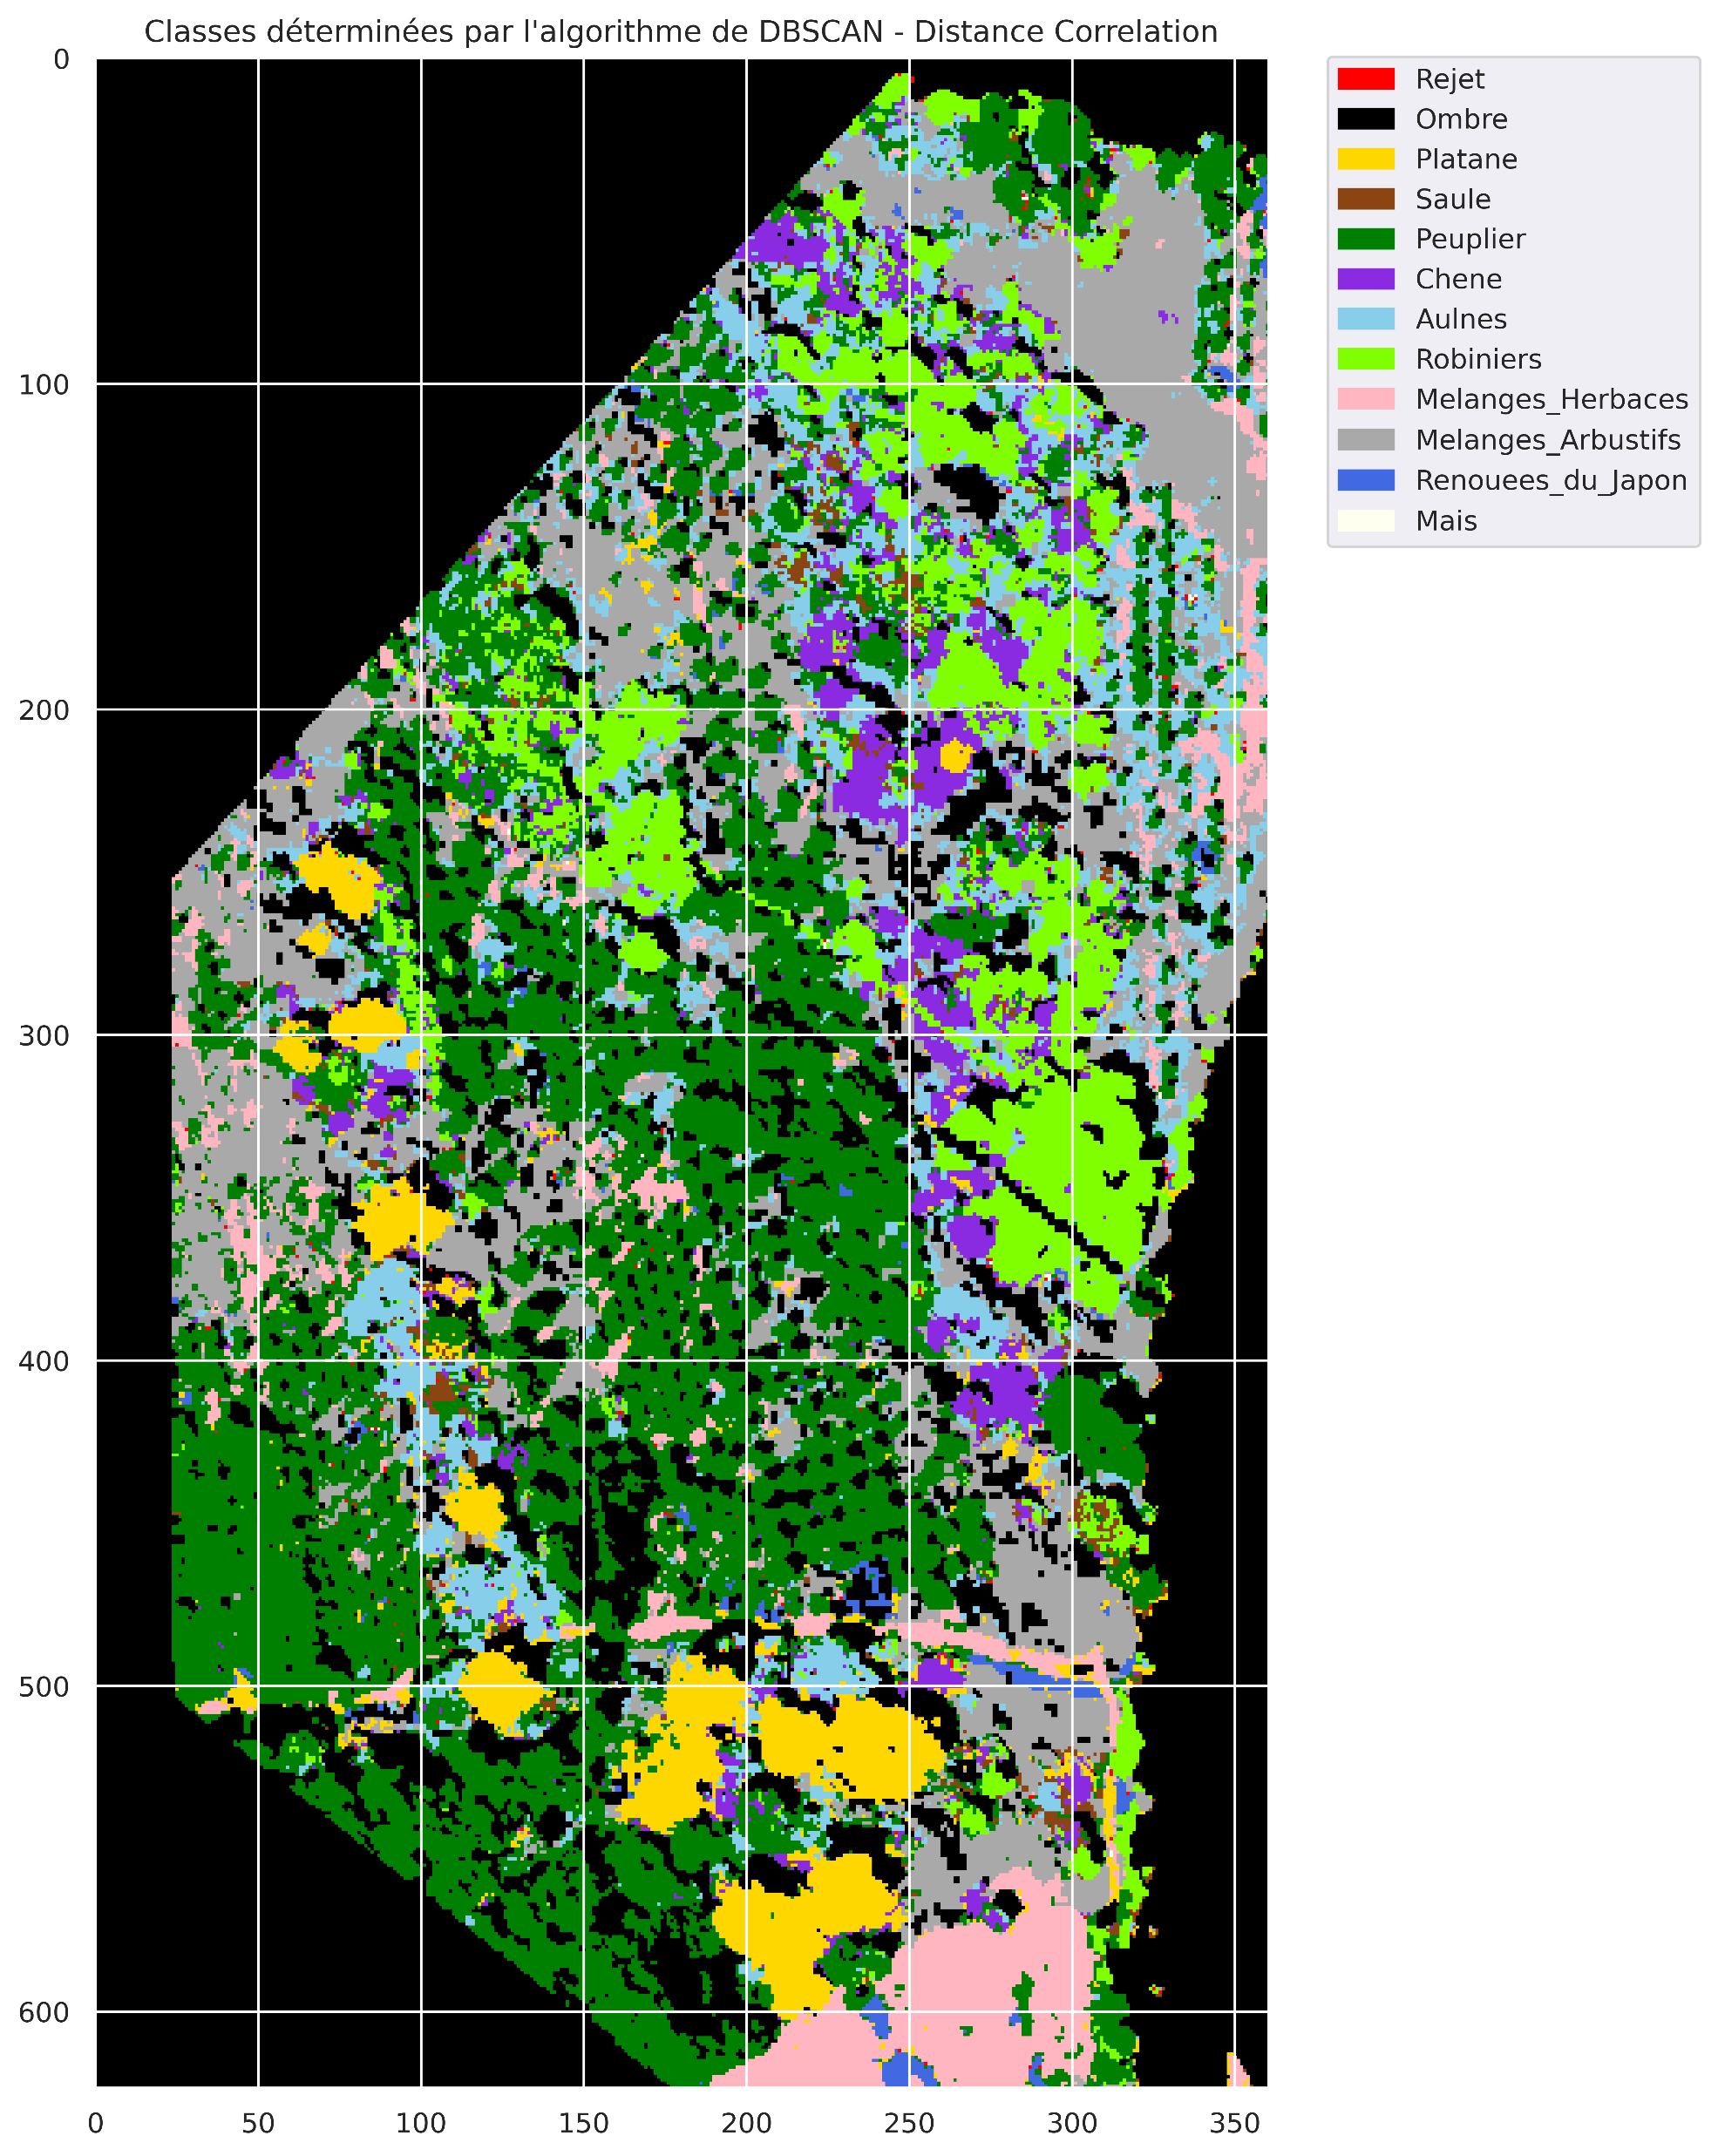 Classes déterminées par l'algorithme de DBSCAN - Distance Correlation
0
100
200
300
400
500
600
0 50 100 150 200 250 300 350
Rejet
Ombre
Platane
Saule
Peuplier
Chene
Aulnes
Robiniers
Melanges_Herbaces
Melanges_Arbustifs
Renouees_du_Japon
Mais